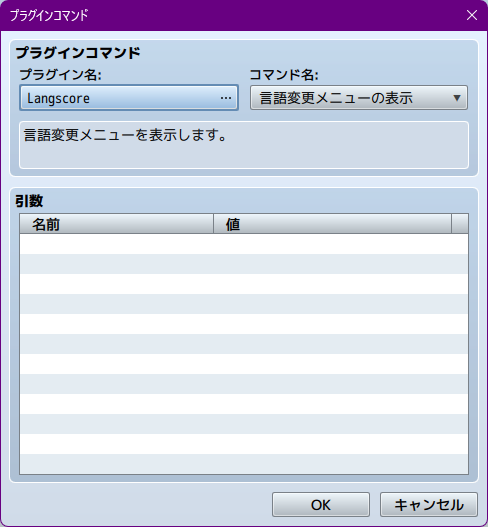 プラグインコマンド
プラグインコマンド
プラグイン名:
コマンド名:
Langscore ...
言語変更メニューの表示
言語変更メニューを表示します。
引数
名前 値
OK キャンセル